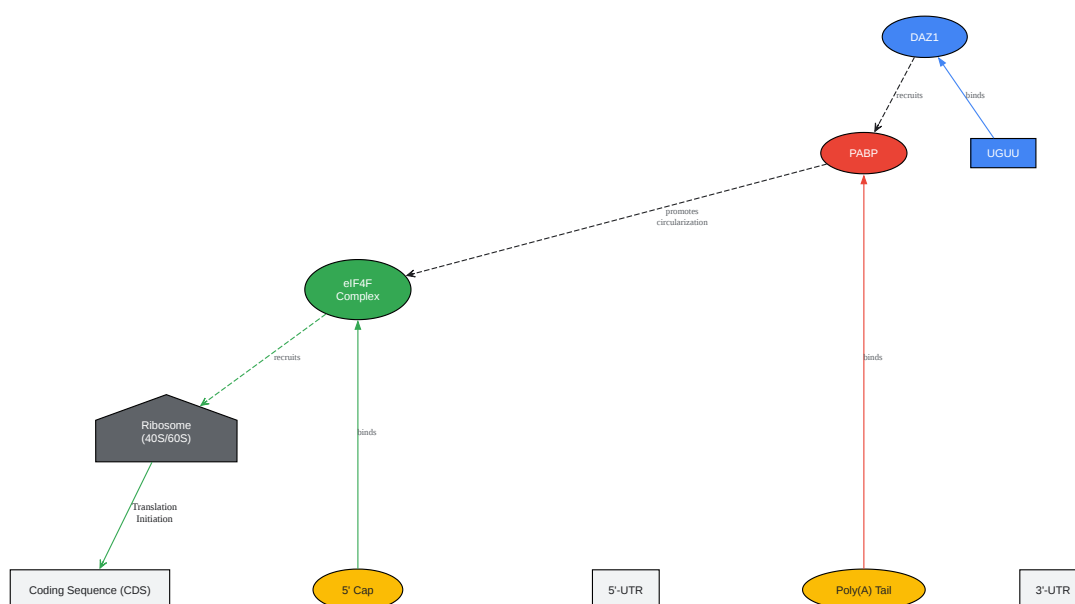 DAZ1
recruits
binds
PABP
UGUU
promotes
circularization
eIF4F
Complex
recruits
binds
Ribosome
(40S/60S)
binds
Translation
Initiation
Coding Sequence (CDS)
5' Cap
5'-UTR
Poly(A) Tail
3'-UTR